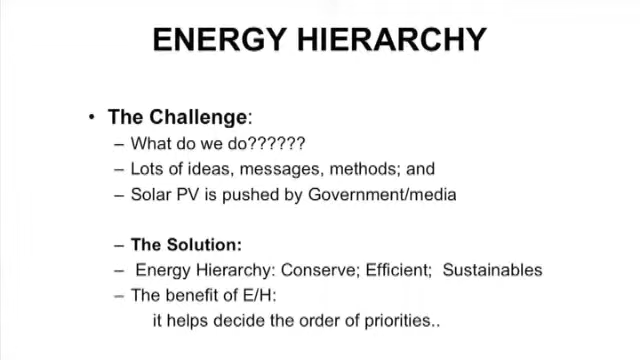 ENERGY HIERARCHY
• The Challenge:
– What do we do??????
– Lots of ideas, messages, methods; and
– Solar PV is pushed by Government/media
– The Solution:
– Energy Hierarchy: Conserve; Efficient; Sustainables
– The benefit of E/H:
it helps decide the order of priorities..